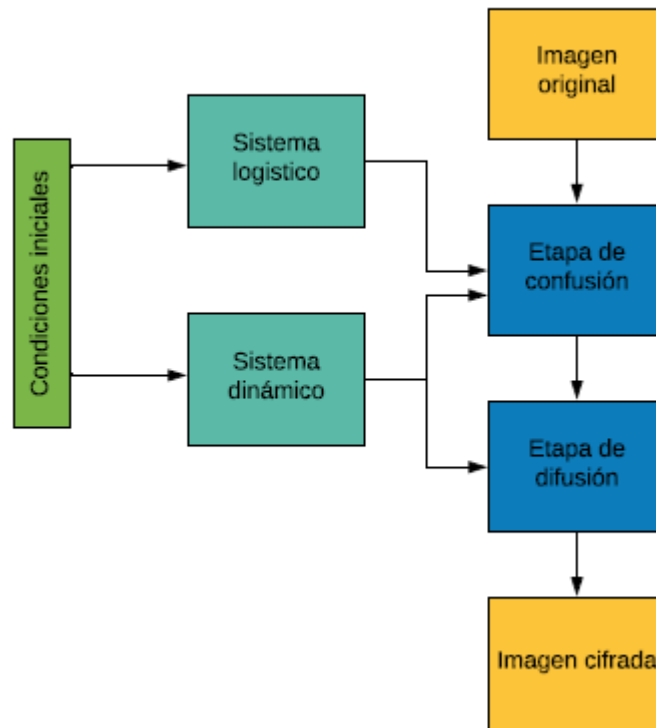 Imagen
original
Sistema
logistico
Condiciones iniciales
Etapa de
confusión
Sistema
dinámico
Etapa de
difusión
Imagen cifrada